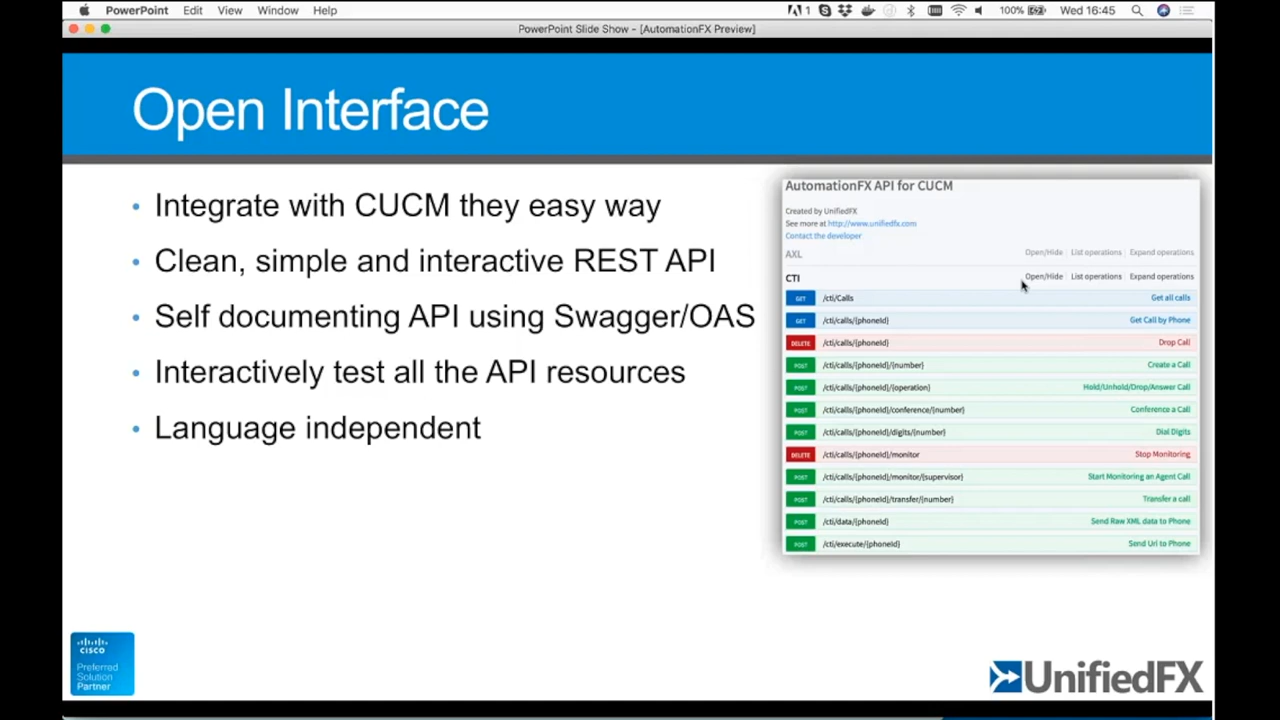 PowerPoint Edit View Window Help 1 100% Wed 16:45
PowerPoint Slide Show - [AutomationFX Preview]
Open Interface
• Integrate with CUCM they easy way
• Clean, simple and interactive REST API
• Self documenting API using Swagger/OAS
• Interactively test all the API resources
• Language independent
AutomationFX API for CUCM
Created by UnifiedFX
See more at http://www.unifiedfx.com
Contact the developer
AXL Open/Hide List operations Expand operations
CTI Open/Hide List operations Expand operations
GET /cti/Calls Get all calls
GET /cti/calls/{phoneId} Get Call by Phone
DELETE /cti/calls/{phoneId} Drop Call
POST /cti/calls/{phoneId}/{number} Create a Call
POST /cti/calls/{phoneId}/{operation} Hold/Unhold/Drop/Answer Call
POST /cti/calls/{phoneId}/conference/{number} Conference a Call
POST /cti/calls/{phoneId}/digits/{number} Dial Digits
DELETE /cti/calls/{phoneId}/monitor Stop Monitoring
POST /cti/calls/{phoneId}/monitor/{supervisor} Start Monitoring an Agent Call
POST /cti/calls/{phoneId}/transfer/{number} Transfer a call
POST /cti/data/{phoneId} Send Raw XML data to Phone
POST /cti/execute/{phoneId} Send Url to Phone
CISCO
Preferred
Solution
Partner
UnifiedFX